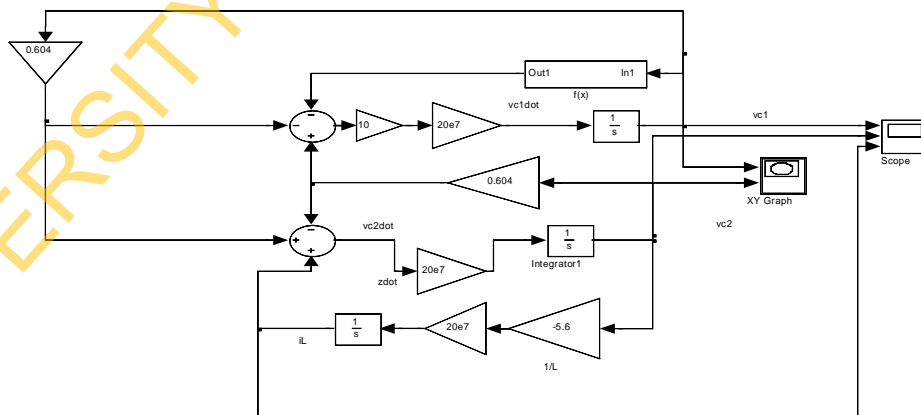 ERSITY
0.604
Out1
In1
f(x)
vc1dot
10
20e7
1
s
vc1
Scope
0.604
XY Graph
vc2
vc2dot
zdot
20e7
1
s
Integrator1
iL
1
s
20e7
-5.6
1/L